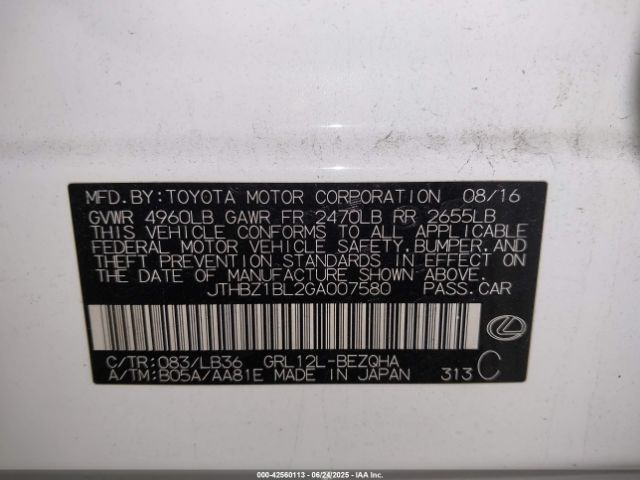 MFD.BY:TOYOTA MOTOR CORPORATION 08/16
GVWR 4960LB GAWR FR 2470LB RR 2655LB
THIS VEHICLE CONFORMS TO ALL APPLICABLE
FEDERAL MOTOR VEHICLE SAFETY,BUMPER,AND
THEFT PREVENTION STANDARDS IN EFFECT ON
THE DATE OF MANUFACTURE SHOWN ABOVE.
JTHBZ1BL2GA007580 PASS.CAR
C/TR:083/LB36 GRL12L-BEZQHA
A/TM:B05A/AA81E MADE IN JAPAN 313 C
000-42560113 - 06/24/2025 - IAAI.COM